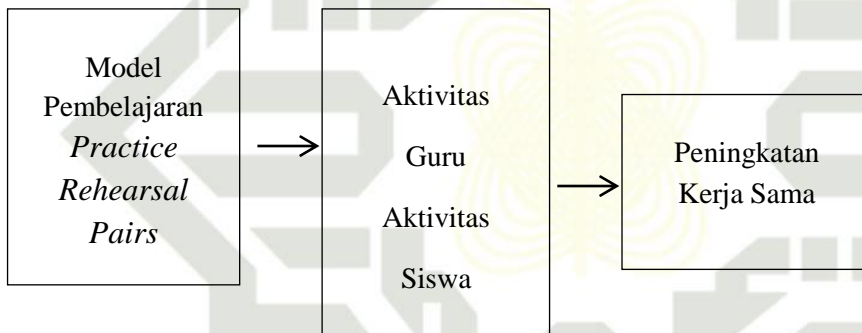 Model
Pembelajaran
Practice
Rehearsal
Pairs
Aktivitas
Guru
Aktivitas
Siswa
Peningkatan
Kerja Sama